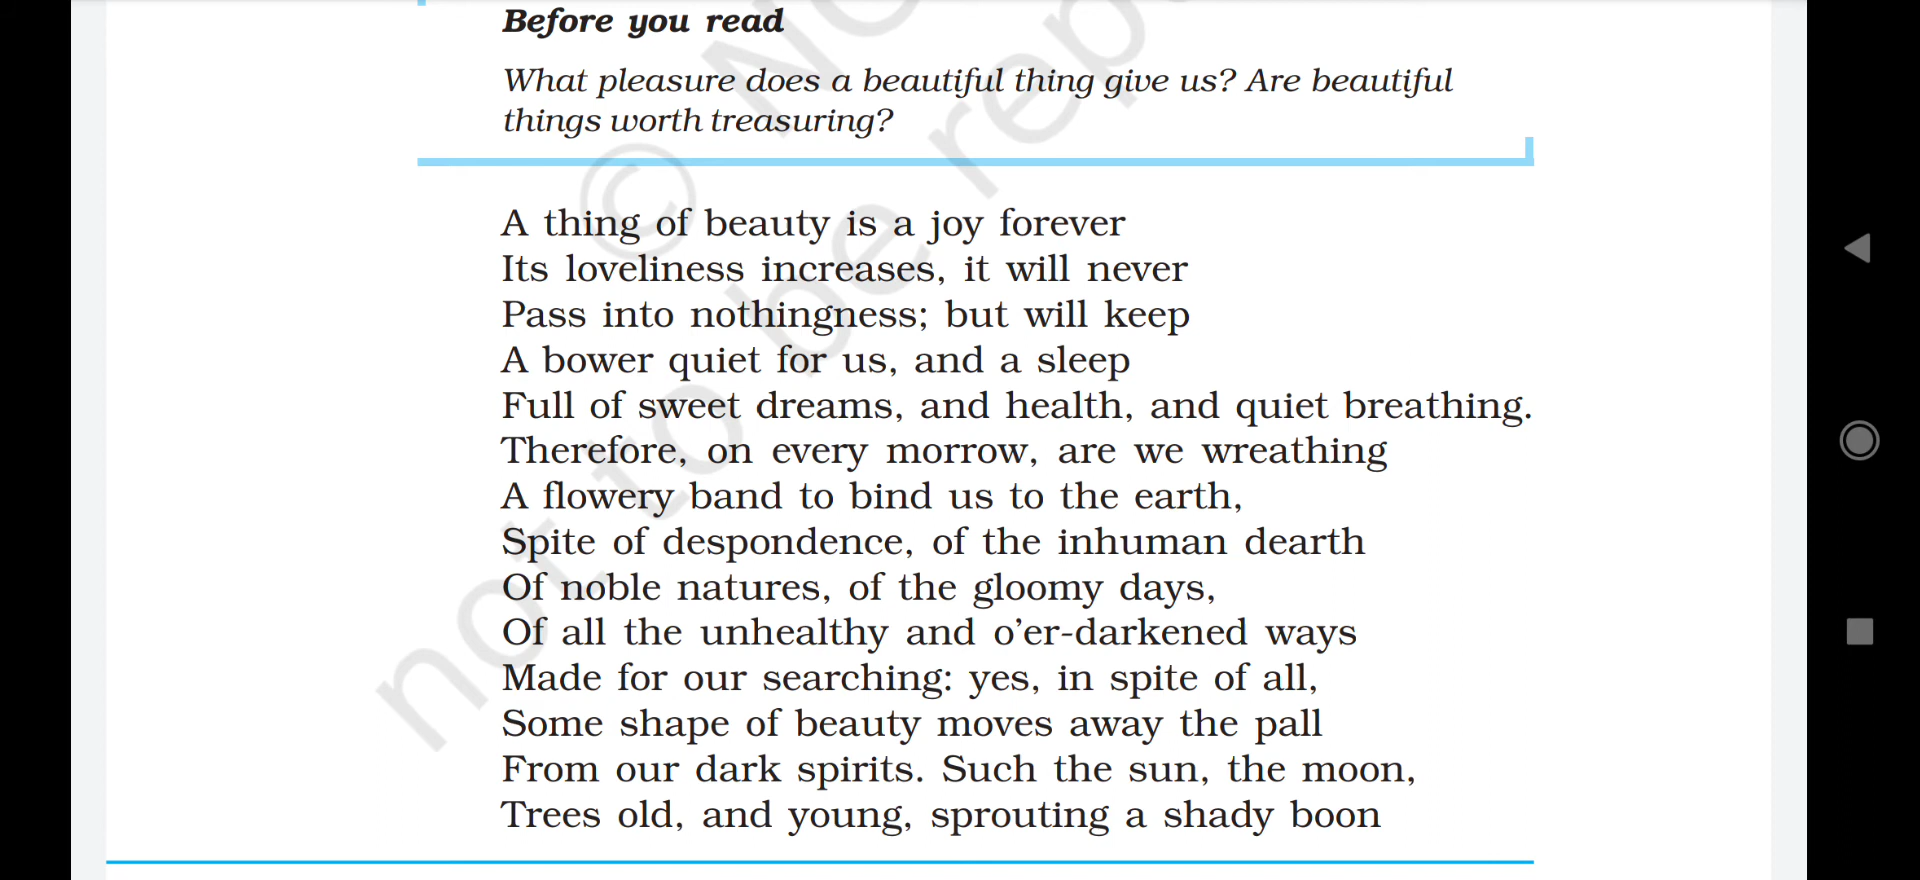 Before you read
What pleasure does a beautiful thing give us? Are beautiful
things worth treasuring?
A thing of beauty is a joy forever
Its loveliness increases, it will never
Pass into nothingness; but will keep
A bower quiet for us, and a sleep
Full of sweet dreams, and health, and quiet breathing.
Therefore, on every morrow, are we wreathing
A flowery band to bind us to the earth,
Spite of despondence, of the inhuman dearth
Of noble natures, of the gloomy days,
Of all the unhealthy and o’er-darkened ways
Made for our searching: yes, in spite of all,
Some shape of beauty moves away the pall
From our dark spirits. Such the sun, the moon,
Trees old, and young, sprouting a shady boon
©
not to be